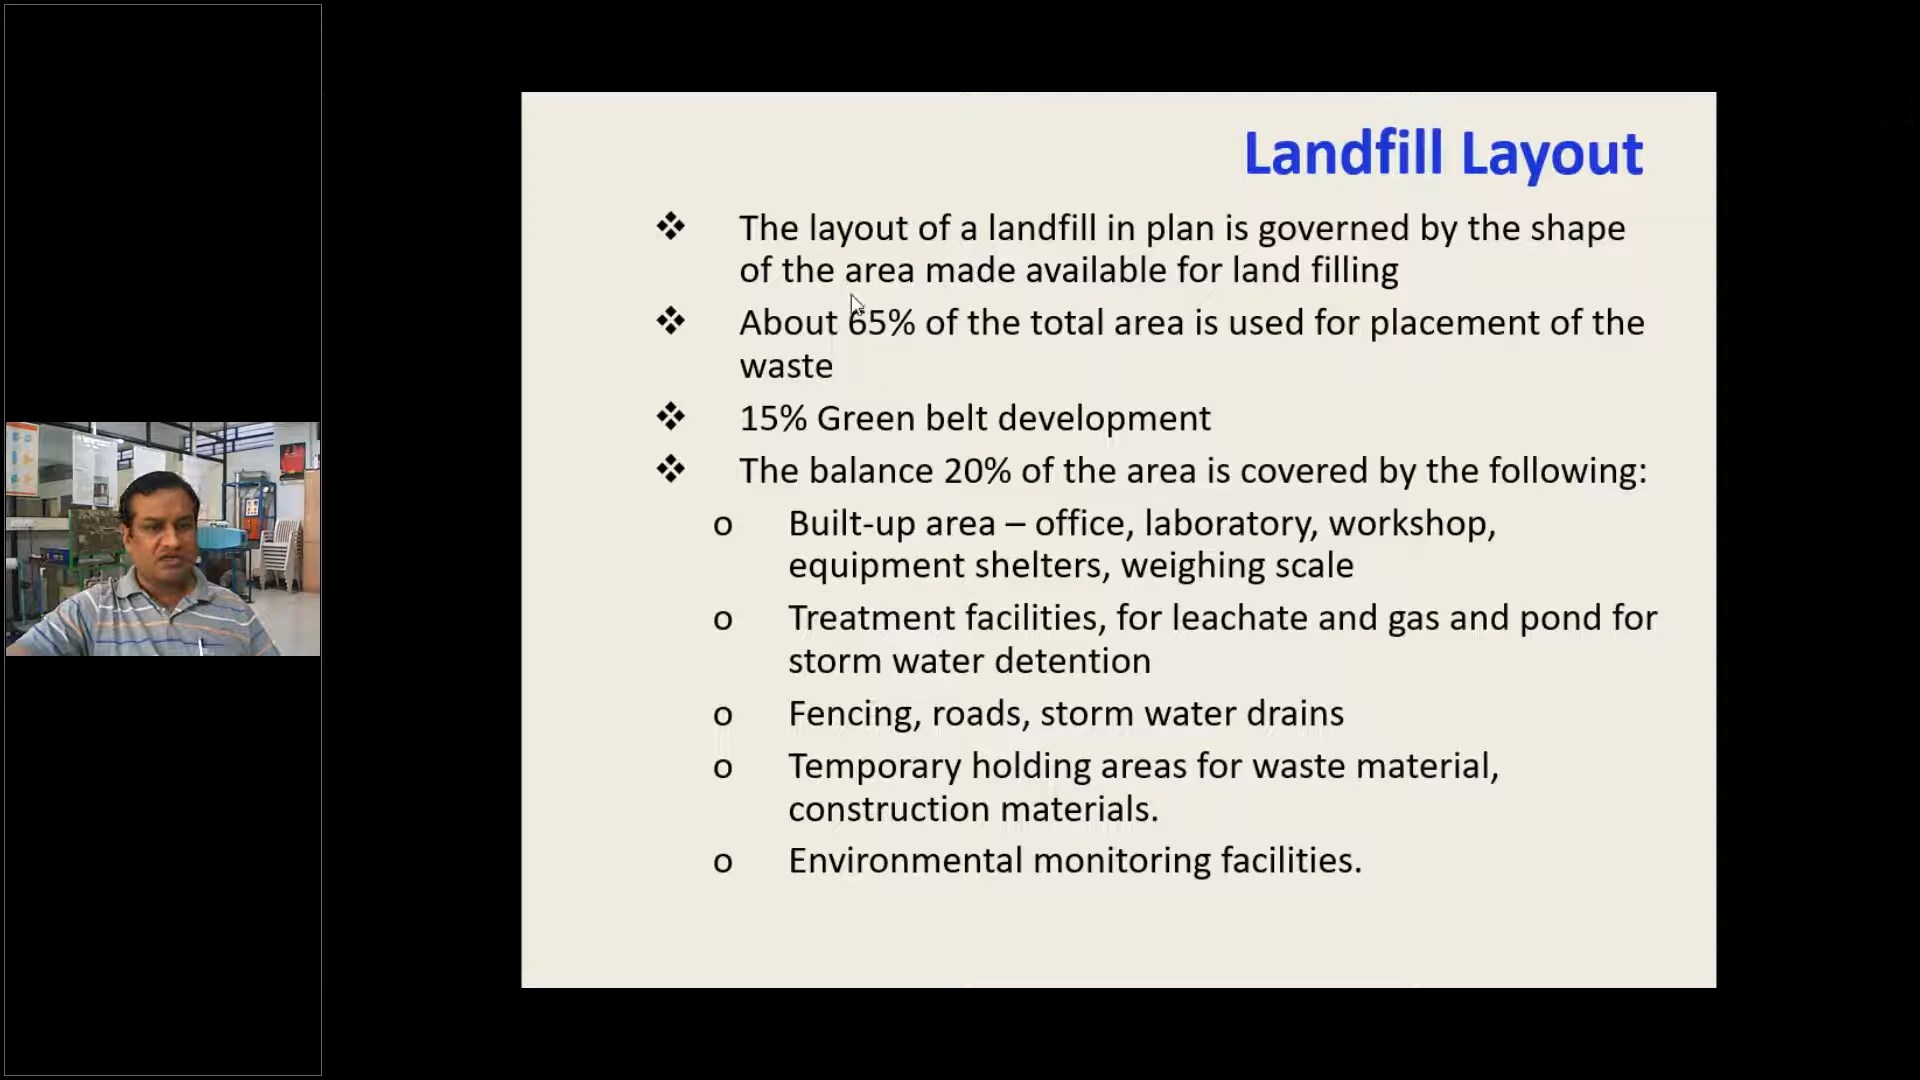 Landfill Layout
❖ The layout of a landfill in plan is governed by the shape
of the area made available for land filling
❖ About 65% of the total area is used for placement of the
waste
❖ 15% Green belt development
❖ The balance 20% of the area is covered by the following:
o Built-up area – office, laboratory, workshop,
equipment shelters, weighing scale
o Treatment facilities, for leachate and gas and pond for
storm water detention
o Fencing, roads, storm water drains
o Temporary holding areas for waste material,
construction materials.
o Environmental monitoring facilities.